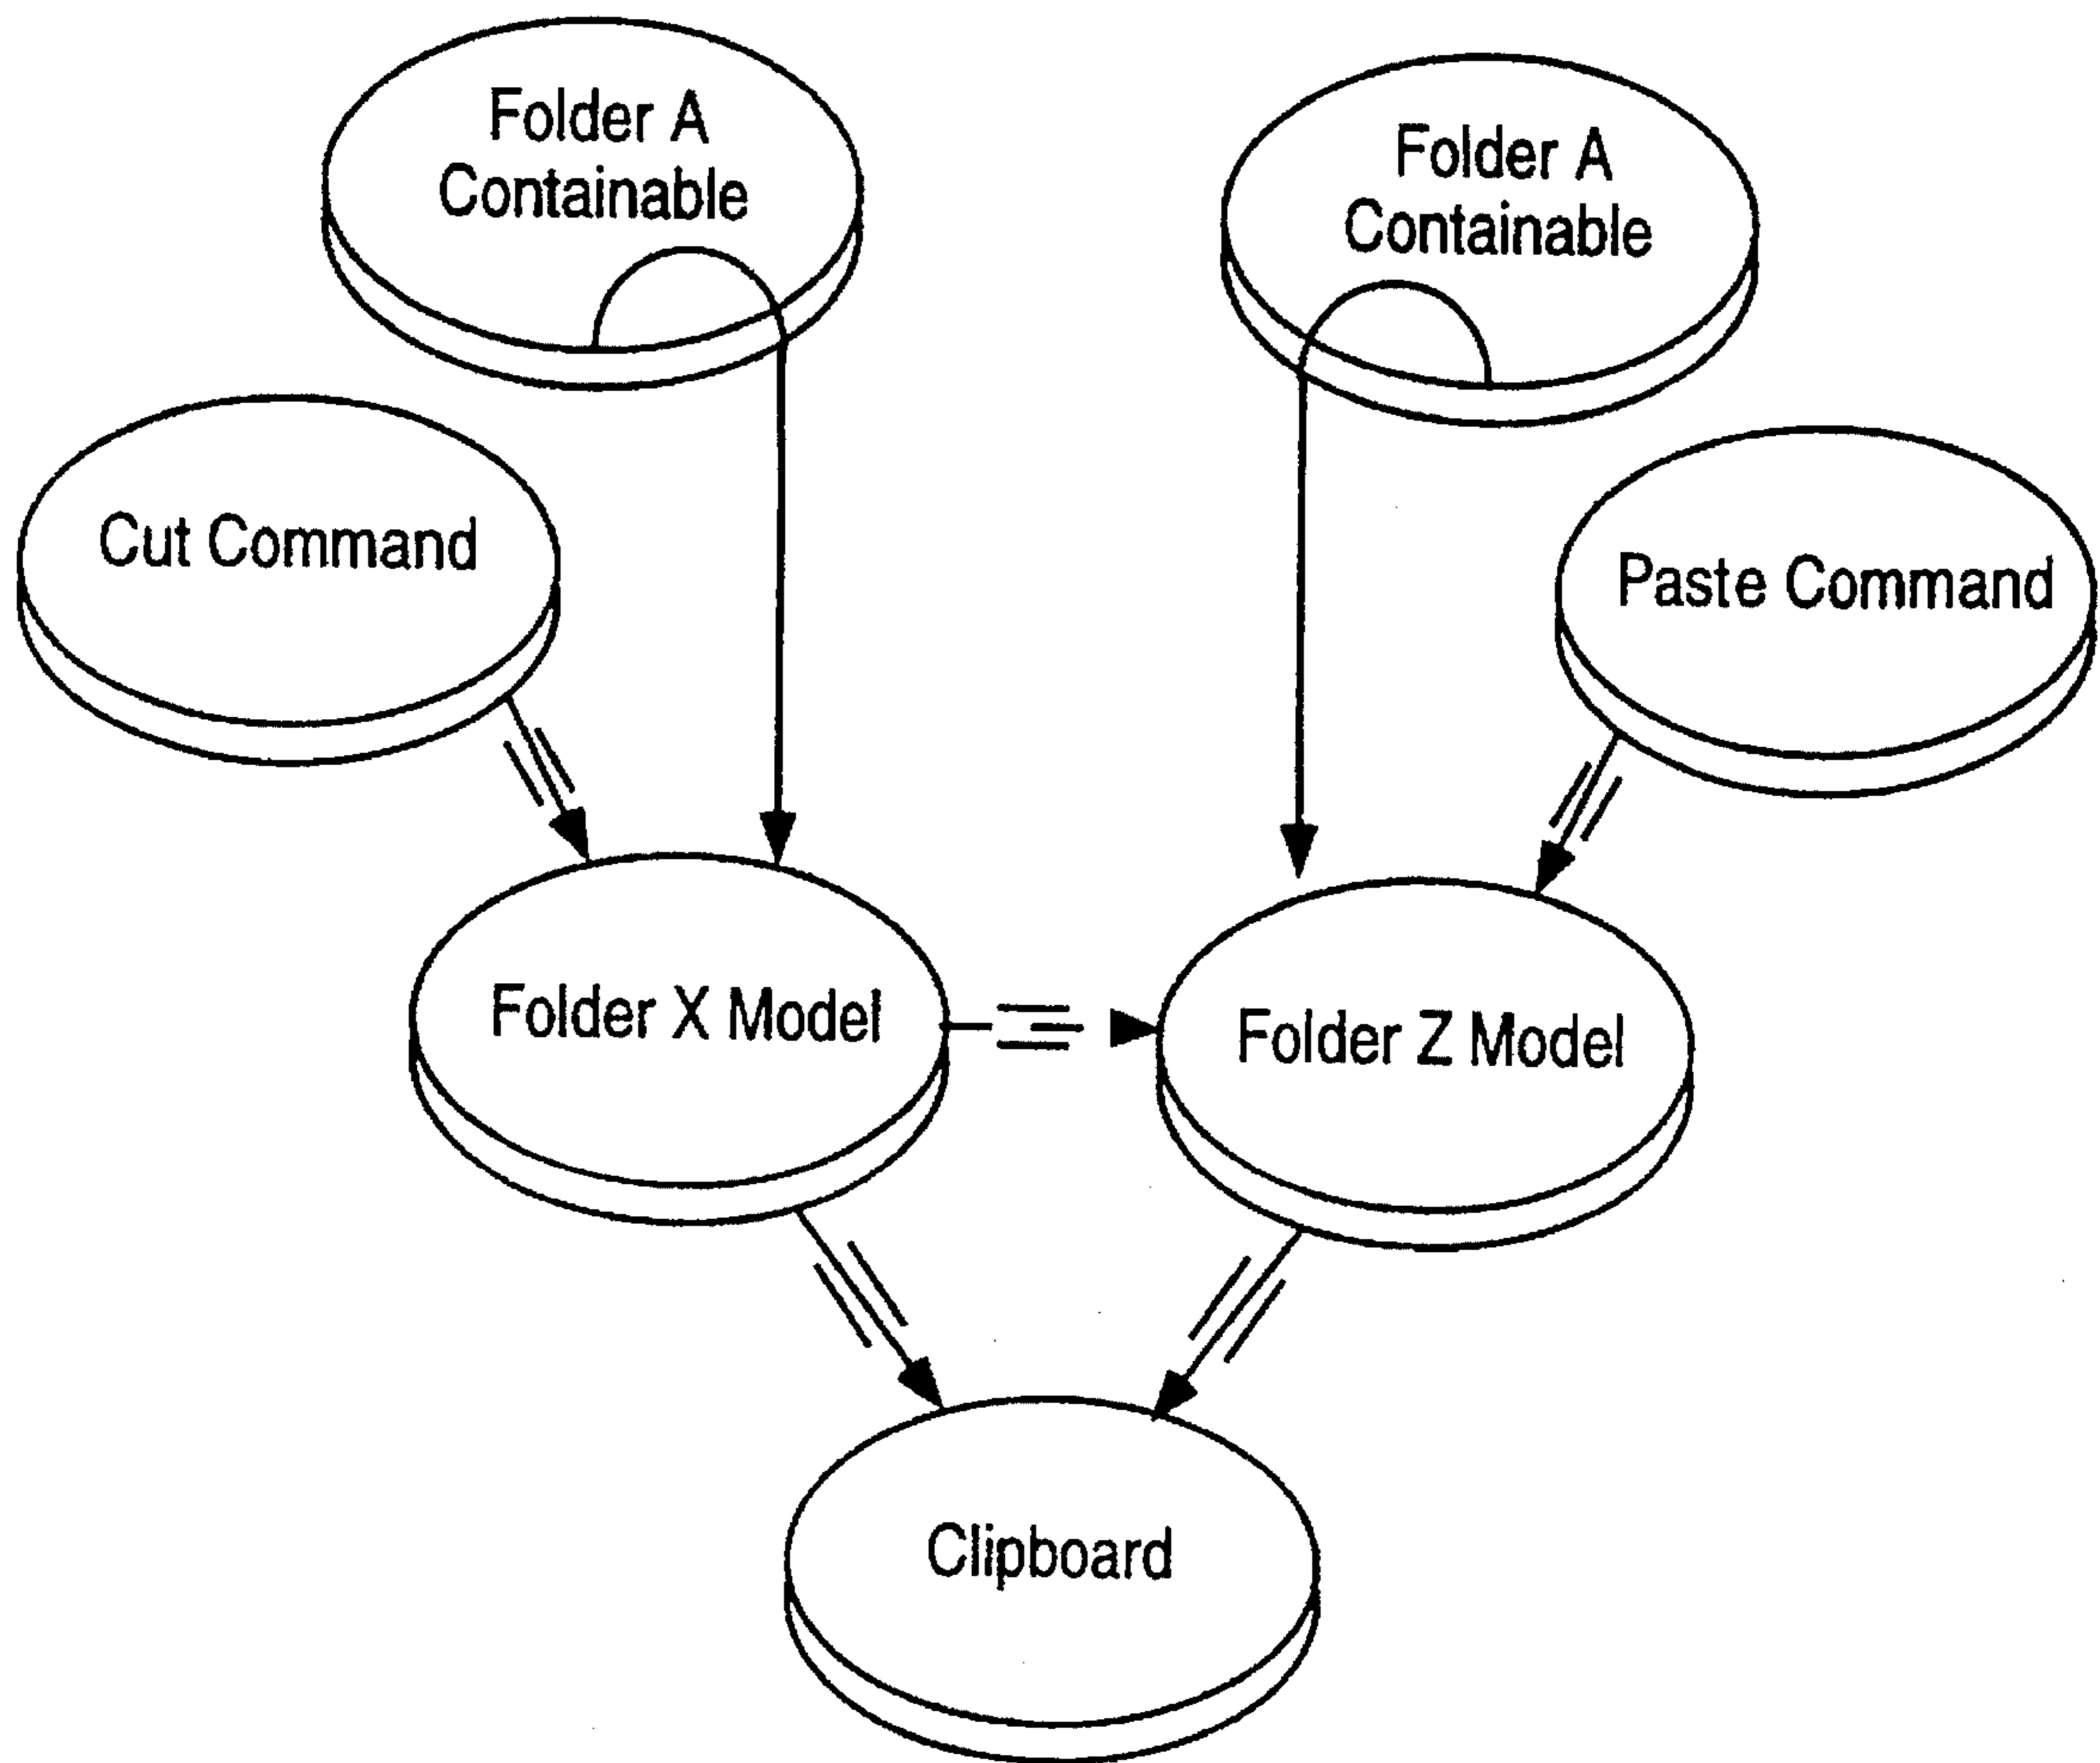 Folder A
Containable
Folder A
Containable
Cut Command
Paste Command
Folder X Model
Folder Z Model
Clipboard